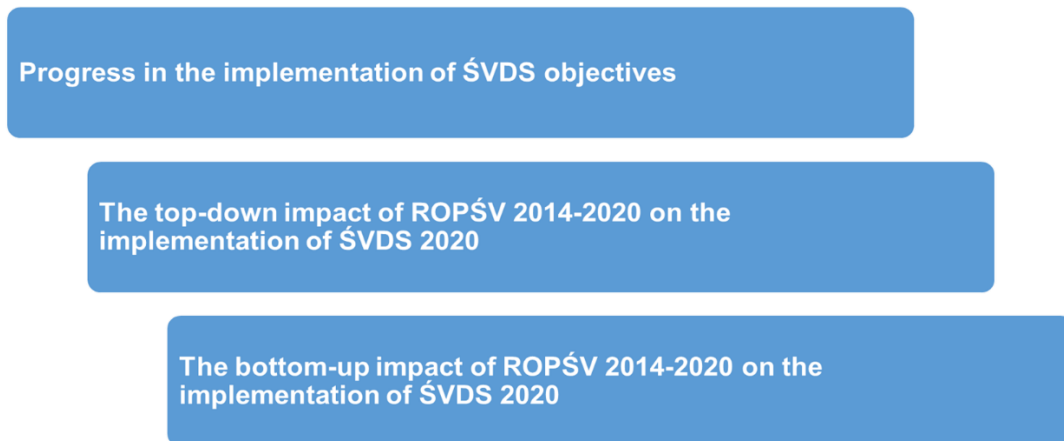 Progress in the implementation of ŚVDS objectives
The top-down impact of ROPŚV 2014-2020 on the
implementation of ŚVDS 2020
The bottom-up impact of ROPŚV 2014-2020 on the
implementation of ŚVDS 2020